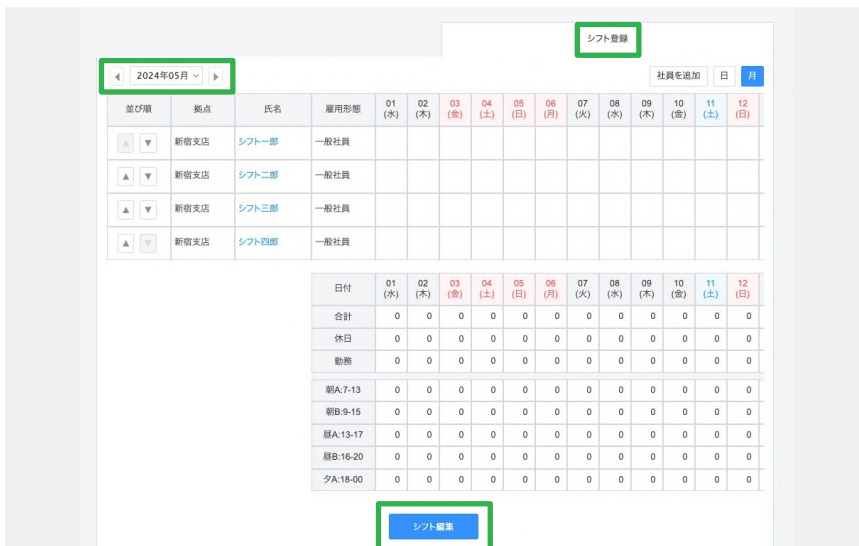 シフト登録
2024年05月
社員を追加 日 月
並び順 拠点 氏名 雇用形態 01 (水) 02 (木) 03 (金) 04 (土) 05 (日) 06 (月) 07 (火) 08 (水) 09 (木) 10 (金) 11 (土) 12 (日)
▲ ▼ 新宿支店 シフト一郎 一般社員
▲ ▼ 新宿支店 シフト二郎 一般社員
▲ ▼ 新宿支店 シフト三郎 一般社員
▲ ▼ 新宿支店 シフト四郎 一般社員
日付 01 (水) 02 (木) 03 (金) 04 (土) 05 (日) 06 (月) 07 (火) 08 (水) 09 (木) 10 (金) 11 (土) 12 (日)
合計 0 0 0 0 0 0 0 0 0 0 0 0
休日 0 0 0 0 0 0 0 0 0 0 0 0
勤務 0 0 0 0 0 0 0 0 0 0 0 0
朝A:7-13 0 0 0 0 0 0 0 0 0 0 0 0
朝B:9-15 0 0 0 0 0 0 0 0 0 0 0 0
昼A:13-17 0 0 0 0 0 0 0 0 0 0 0 0
昼B:16-20 0 0 0 0 0 0 0 0 0 0 0 0
夕A:18-00 0 0 0 0 0 0 0 0 0 0 0 0
シフト編集